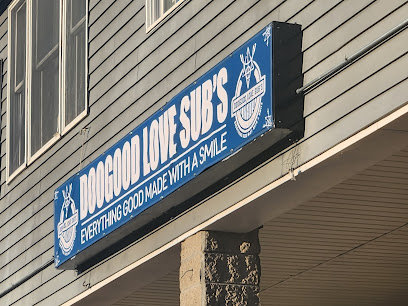 DOOGOOD LOVE SUB'S
EVERYTHING GOOD MADE WITH A SMILE